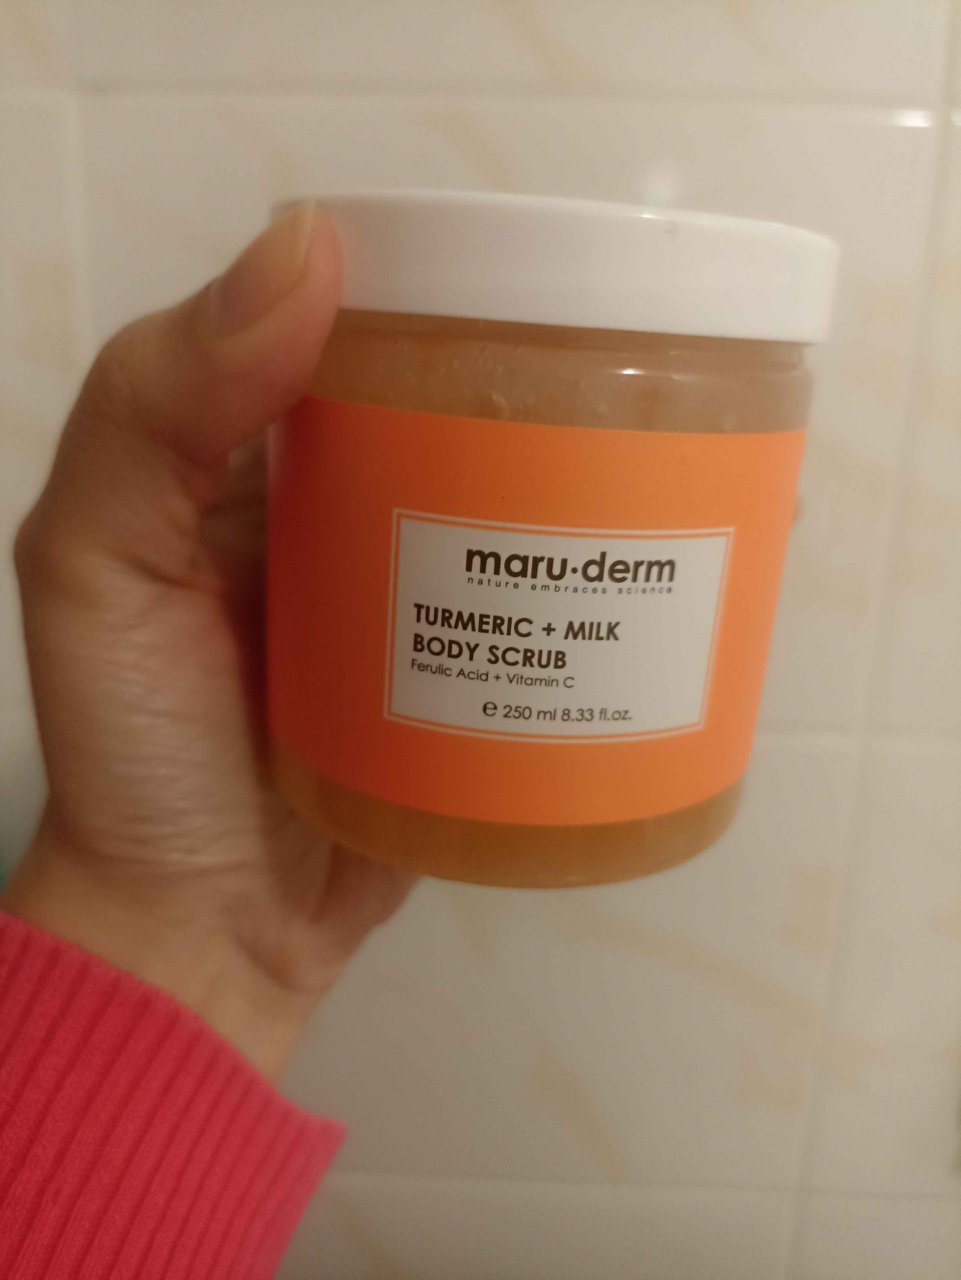 maru·derm
nature embraces science
TURMERIC + MILK
BODY SCRUB
Ferulic Acid + Vitamin C
℮ 250 ml 8.33 fl.oz.